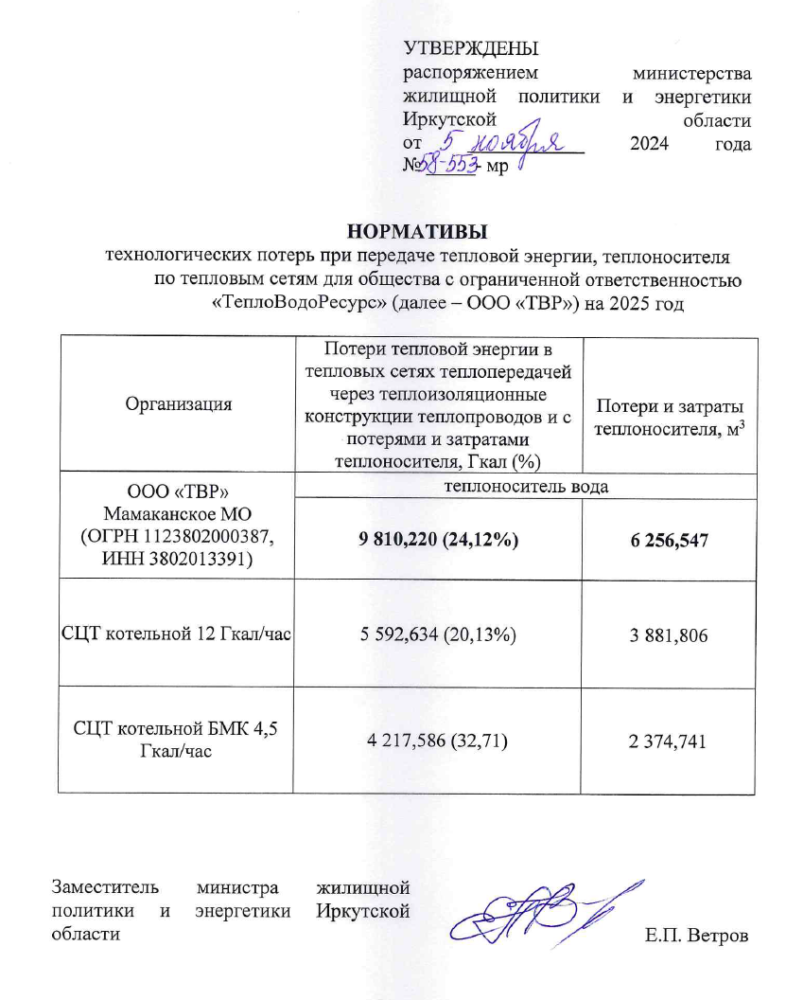 УТВЕРЖДЕНЫ
распоряжением министерства
жилищной политики и энергетики
Иркутской области
от 5 ноября 2024 года
№ 58-553- мр
НОРМАТИВЫ
технологических потерь при передаче тепловой энергии, теплоносителя
по тепловым сетям для общества с ограниченной ответственностью
«ТеплоВодоРесурс» (далее – ООО «ТВР») на 2025 год
Организация
Потери тепловой энергии в
тепловых сетях теплопередачей
через теплоизоляционные
конструкции теплопроводов и с
потерями и затратами
теплоносителя, Гкал (%)
Потери и затраты
теплоносителя, м³
ООО «ТВР»
Мамаканское МО
(ОГРН 1123802000387,
ИНН 3802013391)
теплоноситель вода
9 810,220 (24,12%)
6 256,547
СЦТ котельной 12 Гкал/час
5 592,634 (20,13%)
3 881,806
СЦТ котельной БМК 4,5
Гкал/час
4 217,586 (32,71)
2 374,741
Заместитель министра жилищной
политики и энергетики Иркутской
области
Е.П. Ветров